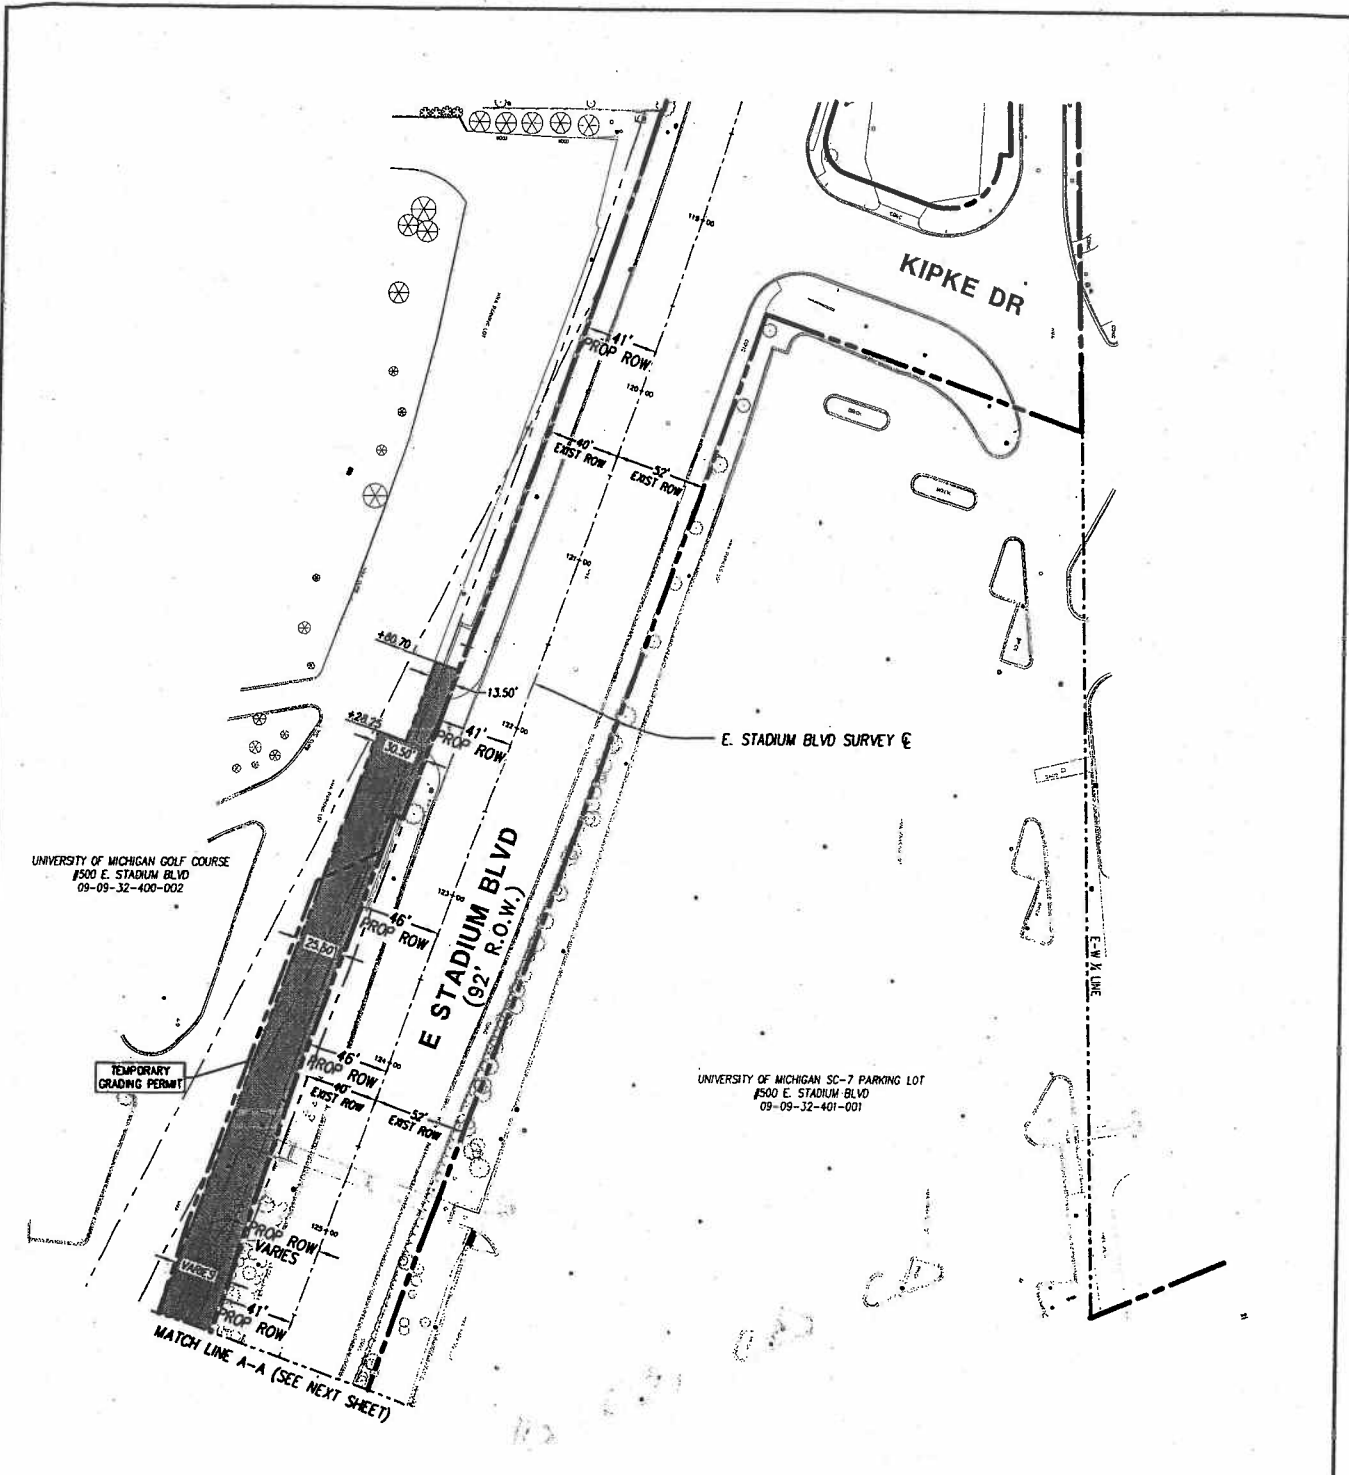 119+00
KIPKE DR
41'
PROP ROW
120+00
40'
EXIST ROW
52'
EXIST ROW
121+00
+60.70
13.50'
+28.25
30.50'
41'
PROP ROW
122+00
E. STADIUM BLVD SURVEY ℄
UNIVERSITY OF MICHIGAN GOLF COURSE
#500 E. STADIUM BLVD
09-09-32-400-002
123+00
E STADIUM BLVD
(92' R.O.W.)
46'
PROP ROW
25.50'
E-W ¼ LINE
TEMPORARY
GRADING PERMIT
46'
PROP ROW
124+00
40'
EXIST ROW
52'
EXIST ROW
UNIVERSITY OF MICHIGAN SC-7 PARKING LOT
#500 E. STADIUM BLVD
09-09-32-401-001
125+00
PROP ROW
VARIES
VARIES
41'
PROP ROW
MATCH LINE A-A (SEE NEXT SHEET)